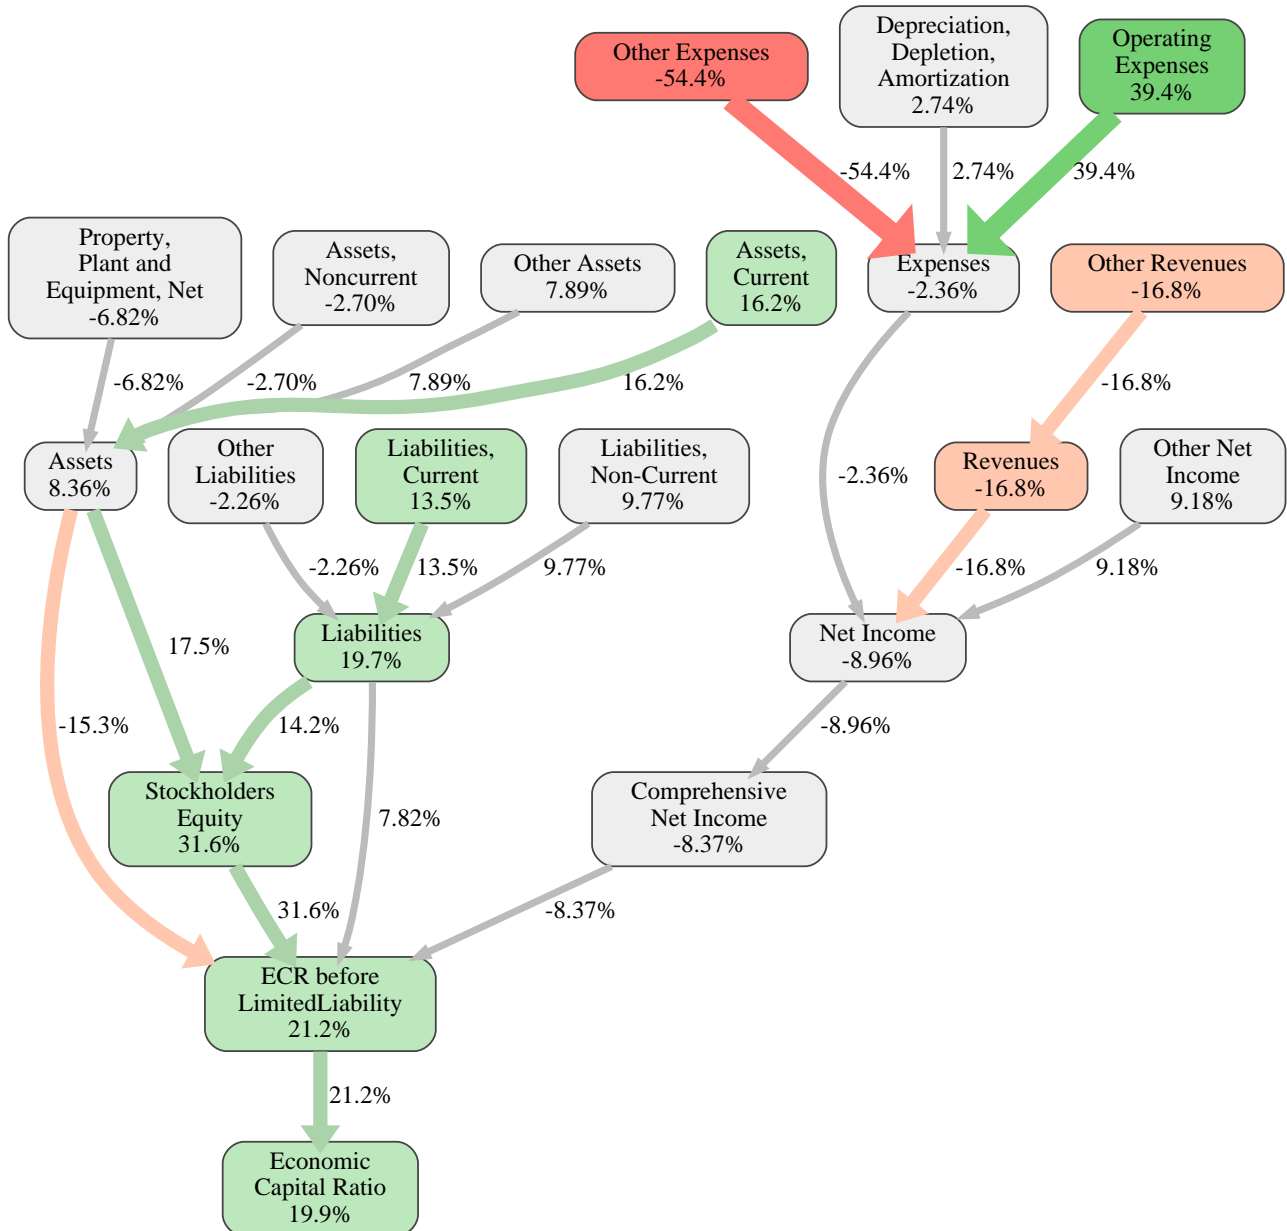 Other Expenses
-54.4%
Depreciation,
Depletion,
Amortization
2.74%
Operating
Expenses
39.4%
-54.4%
2.74%
39.4%
Property,
Plant and
Equipment, Net
-6.82%
Assets,
Noncurrent
-2.70%
Other Assets
7.89%
Assets,
Current
16.2%
Expenses
-2.36%
Other Revenues
-16.8%
-6.82%
-2.70%
7.89%
16.2%
-16.8%
Assets
8.36%
Other
Liabilities
-2.26%
Liabilities,
Current
13.5%
Liabilities,
Non-Current
9.77%
-2.36%
Revenues
-16.8%
Other Net
Income
9.18%
-2.26%
13.5%
9.77%
-16.8%
9.18%
17.5%
Liabilities
19.7%
Net Income
-8.96%
-15.3%
14.2%
-8.96%
Stockholders
Equity
31.6%
7.82%
Comprehensive
Net Income
-8.37%
31.6%
-8.37%
ECR before
LimitedLiability
21.2%
21.2%
Economic
Capital Ratio
19.9%